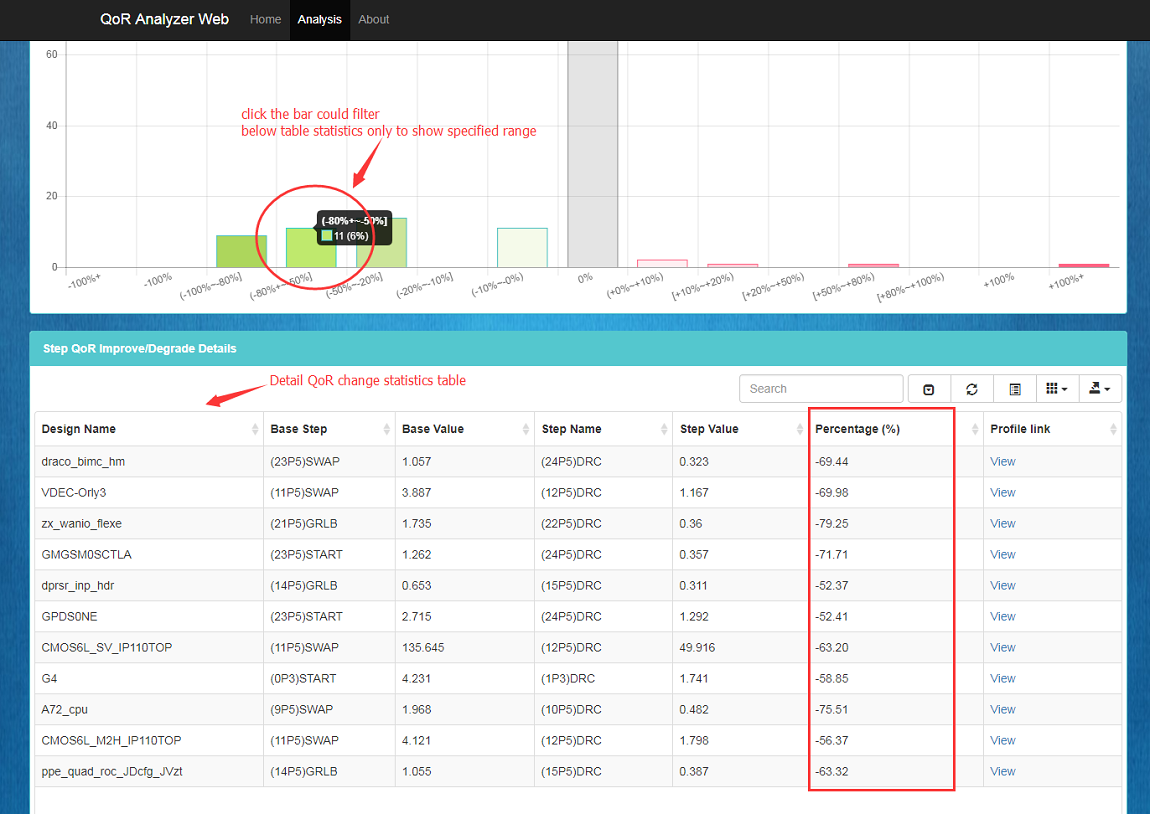 QoR Analyzer Web Home Analysis About
60
click the bar could filter
below table statistics only to show specified range
40
20
(-80%+~-50%]
11 (6%)
0
-100%+ -100% (-100%~-80%] (-80%+~-50%] (-50%~-20%] (-20%~-10%] (-10%~-0%) 0% (+0%~+10%) [+10%~+20%) [+20%~+50%) [+50%~+80%) [+80%~+100%) +100% +100%+
Step QoR Improve/Degrade Details
Detail QoR change statistics table
Search
Design Name Base Step Base Value Step Name Step Value Percentage (%) Profile link
draco_bimc_hm (23P5)SWAP 1.057 (24P5)DRC 0.323 -69.44 View
VDEC-Orly3 (11P5)SWAP 3.887 (12P5)DRC 1.167 -69.98 View
zx_wanio_flexe (21P5)GRLB 1.735 (22P5)DRC 0.36 -79.25 View
GMGSM0SCTLA (23P5)START 1.262 (24P5)DRC 0.357 -71.71 View
dprsr_inp_hdr (14P5)GRLB 0.653 (15P5)DRC 0.311 -52.37 View
GPDS0NE (23P5)START 2.715 (24P5)DRC 1.292 -52.41 View
CMOS6L_SV_IP110TOP (11P5)SWAP 135.645 (12P5)DRC 49.916 -63.20 View
G4 (0P3)START 4.231 (1P3)DRC 1.741 -58.85 View
A72_cpu (9P5)SWAP 1.968 (10P5)DRC 0.482 -75.51 View
CMOS6L_M2H_IP110TOP (11P5)SWAP 4.121 (12P5)DRC 1.798 -56.37 View
ppe_quad_roc_JDcfg_JVzt (14P5)GRLB 1.055 (15P5)DRC 0.387 -63.32 View